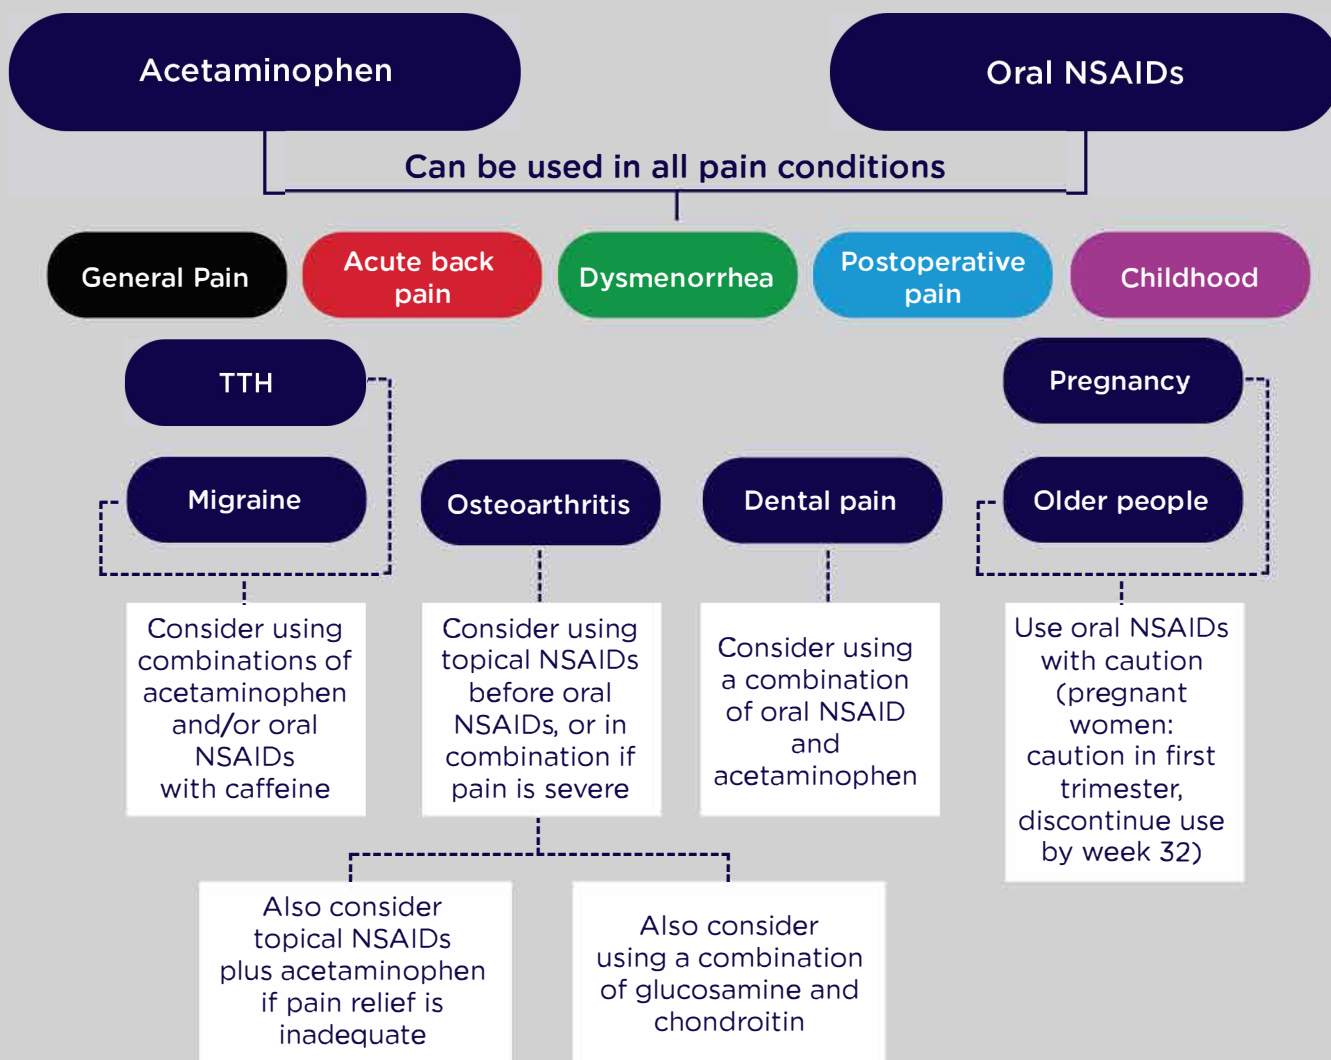 Acetaminophen
Oral NSAIDs
Can be used in all pain conditions
General Pain
Acute back
pain
Dysmenorrhea
Postoperative
pain
Childhood
TTH
Pregnancy
Migraine
Osteoarthritis
Dental pain
Older people
Consider using
combinations of
acetaminophen
and/or oral
NSAIDs
with caffeine
Consider using
topical NSAIDs
before oral
NSAIDs, or in
combination if
pain is severe
Consider using
a combination
of oral NSAID
and
acetaminophen
Use oral NSAIDs
with caution
(pregnant
women:
caution in first
trimester,
discontinue use
by week 32)
Also consider
topical NSAIDs
plus acetaminophen
if pain relief is
inadequate
Also consider
using a combination
of glucosamine and
chondroitin